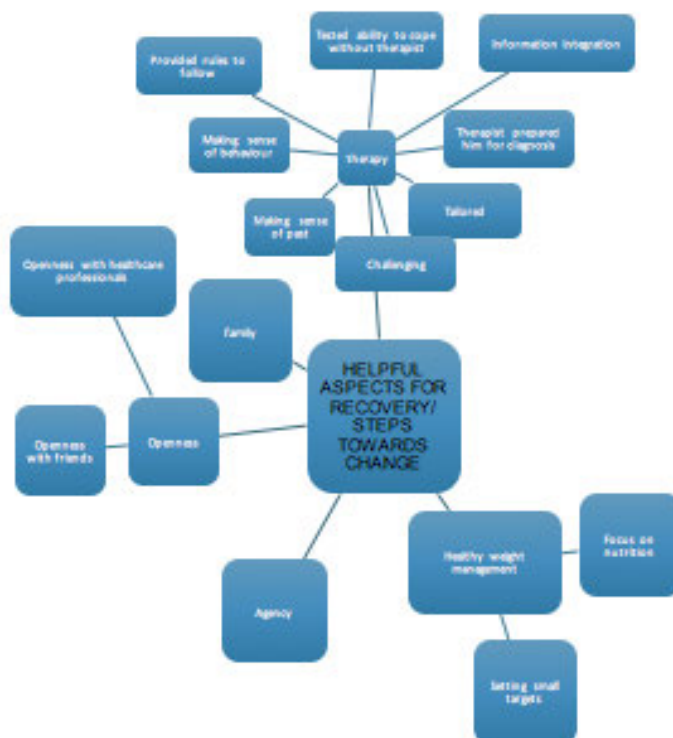 Tested ability to cope
without therapist
Information Integration
Provided rules to
follow
Making sense
of behaviour
therapy
Therapist prepared
him for diagnosis
Making sense
of past
Tailored
Challenging
Openness with healthcare
professionals
Family
HELPFUL
ASPECTS FOR
RECOVERY/
STEPS
TOWARDS
CHANGE
Openness
with friends
Openness
Healthy weight
management
Focus on
nutrition
Agency
Setting small
targets